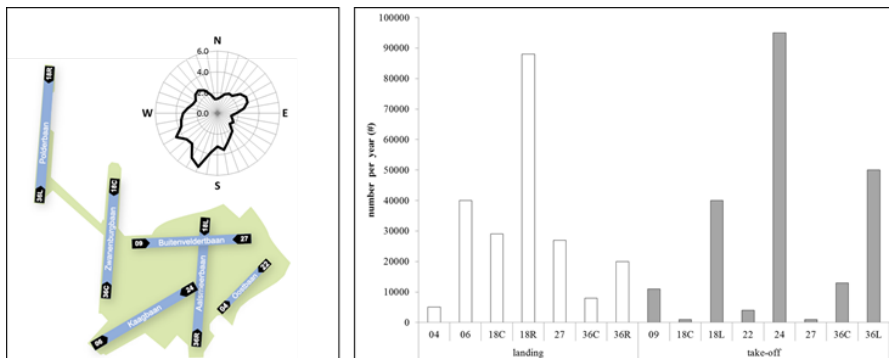 N
6.0
4.0
2.0
0.0
W
E
S
18R
Polderbaan
36L
18C
Zwanenburgbaan
36C
18L
09
Buitenveldertbaan
27
Aalsmeerbaan
36R
22
Oostbaan
04
24
Kaagbaan
06
number per year (#)
100000
90000
80000
70000
60000
50000
40000
30000
20000
10000
0
04 06 18C 18R 27 36C 36R 09 18C 18L 22 24 27 36C 36L
landing take-off